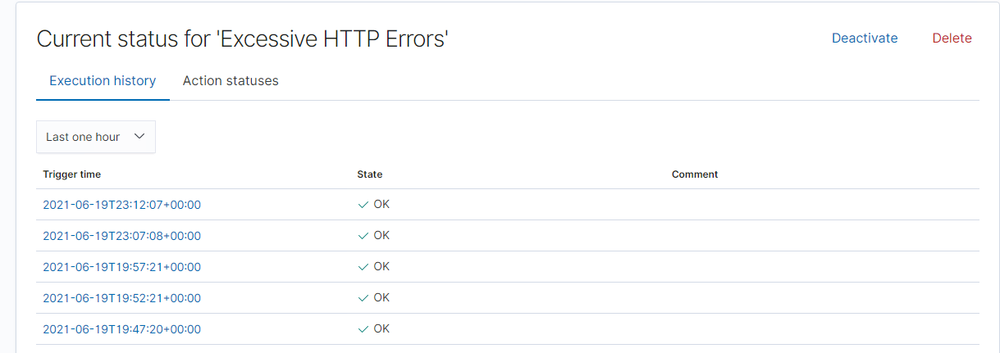 Current status for 'Excessive HTTP Errors'
Deactivate
Delete
Execution history
Action statuses
Last one hour
Trigger time State Comment
2021-06-19T23:12:07+00:00 OK
2021-06-19T23:07:08+00:00 OK
2021-06-19T19:57:21+00:00 OK
2021-06-19T19:52:21+00:00 OK
2021-06-19T19:47:20+00:00 OK